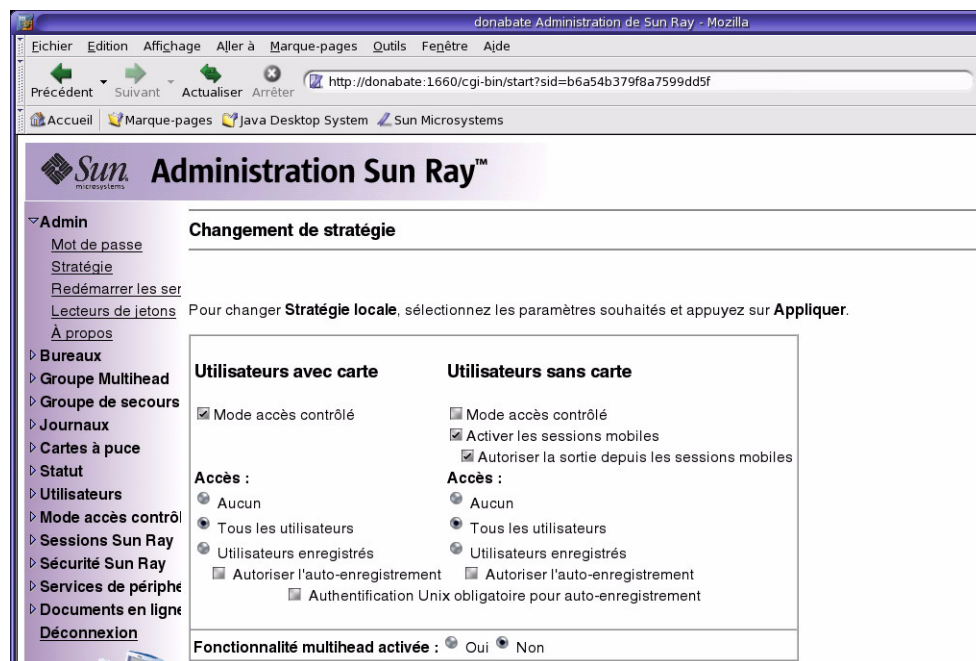 donabate Administration de Sun Ray - Mozilla
Fichier Edition Affichage Aller à Marque-pages Outils Fenêtre Aide
Précédent Suivant Actualiser Arrêter http://donabate:1660/cgi-bin/start?sid=b6a54b379f8a7599dd5f
Accueil Marque-pages Java Desktop System Sun Microsystems
Sun microsystems Administration Sun Ray™
Admin
Mot de passe
Stratégie
Redémarrer les ser
Lecteurs de jetons
À propos
Bureaux
Groupe Multihead
Groupe de secours
Journaux
Cartes à puce
Statut
Utilisateurs
Mode accès contrôl
Sessions Sun Ray
Sécurité Sun Ray
Services de périphé
Documents en ligne
Déconnexion
Changement de stratégie
Pour changer Stratégie locale, sélectionnez les paramètres souhaités et appuyez sur Appliquer.
Utilisateurs avec carte Utilisateurs sans carte
Mode accès contrôlé Mode accès contrôlé
Activer les sessions mobiles
Autoriser la sortie depuis les sessions mobiles
Accès : Accès :
Aucun Aucun
Tous les utilisateurs Tous les utilisateurs
Utilisateurs enregistrés Utilisateurs enregistrés
Autoriser l'auto-enregistrement Autoriser l'auto-enregistrement
Authentification Unix obligatoire pour auto-enregistrement
Fonctionnalité multihead activée : Oui Non